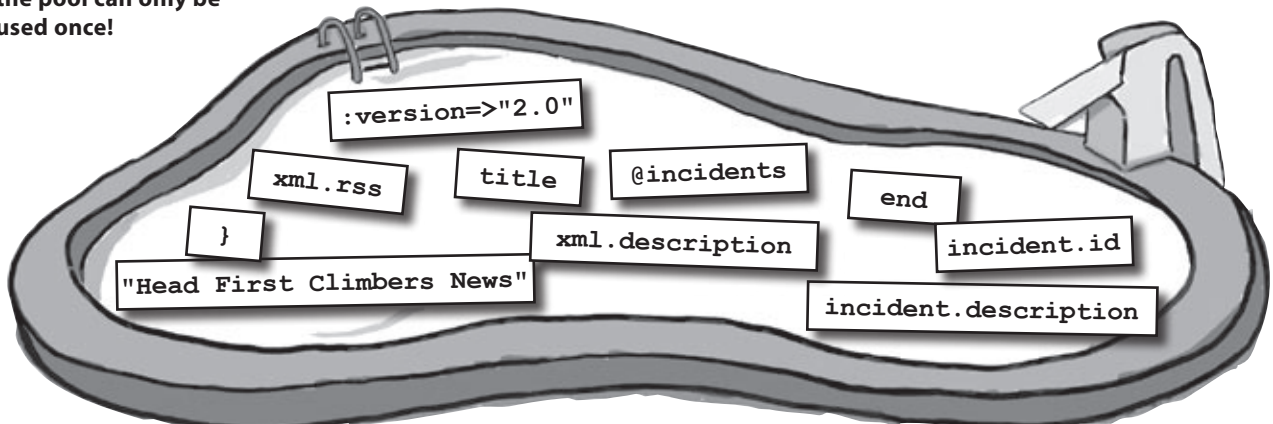 the pool can only be
used once!
:version=>"2.0"
xml.rss
title
@incidents
end
}
xml.description
incident.id
"Head First Climbers News"
incident.description